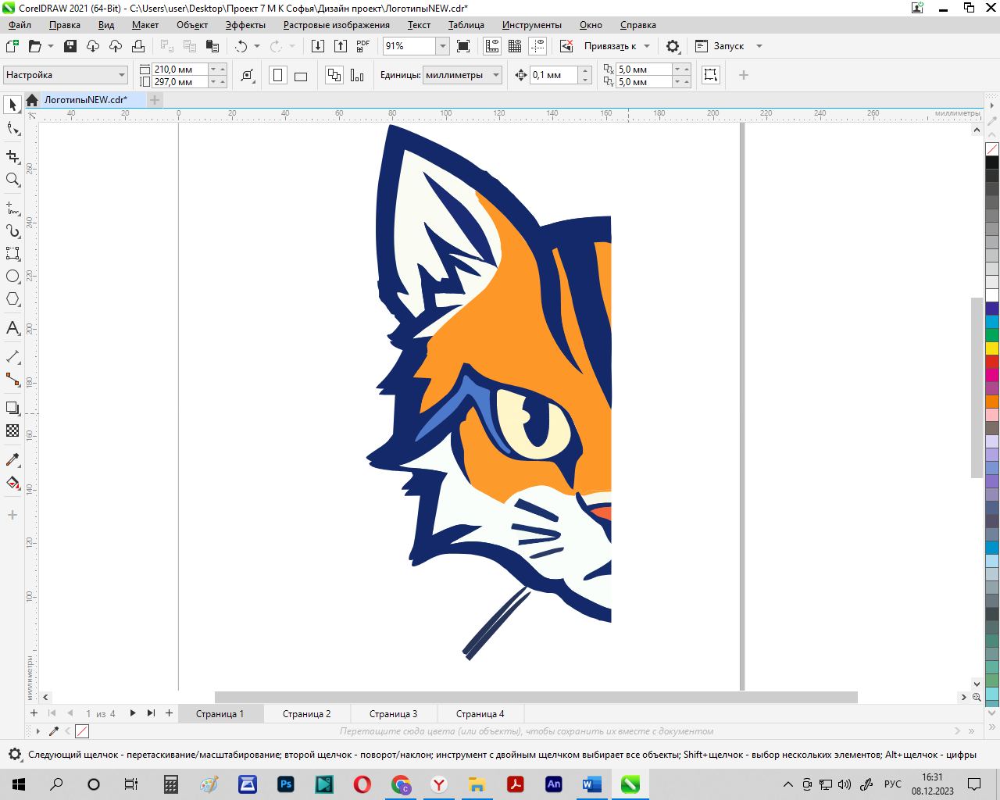 CorelDRAW 2021 (64-Bit) - C:\Users\user\Desktop\Проект 7 М К Софья\Дизайн проект\ЛоготипыNEW.cdr*
Файл Правка Вид Макет Объект Эффекты Растровые изображения Текст Таблица Инструменты Окно Справка
PDF 91% Привязать к Запуск
Настройка 210,0 мм 297,0 мм Единицы: миллиметры 0,1 мм 5,0 мм 5,0 мм
ЛоготипыNEW.cdr*
40 20 0 20 40 60 80 100 120 140 160 180 200 220 240 260 миллиметры
260
240
220
200
180
160
140
120
100
миллиметры
1 из 4 Страница 1 Страница 2 Страница 3 Страница 4
Перетащите сюда цвета (или объекты), чтобы сохранить их вместе с документом
Следующий щелчок - перетаскивание/масштабирование; второй щелчок - поворот/наклон; инструмент с двойным щелчком выбирает все объекты; Shift+щелчок - выбор нескольких элементов; Alt+щелчок - цифры
Ps C An W РУС 16:31
08.12.2023